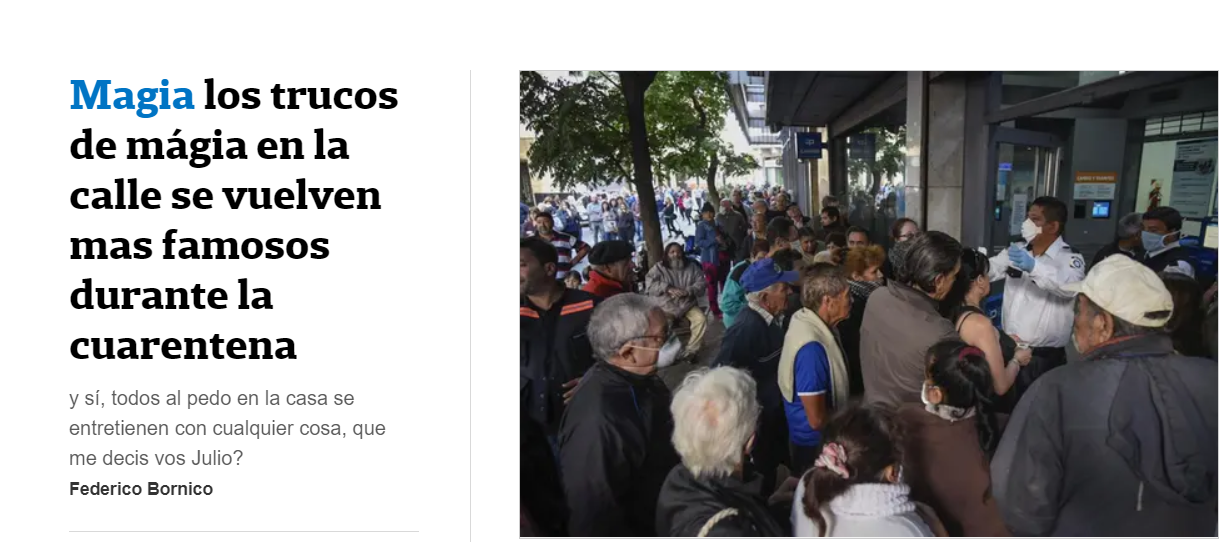 Magia los trucos
de mágia en la
calle se vuelven
mas famosos
durante la
cuarentena
y sí, todos al pedo en la casa se
entretienen con cualquier cosa, que
me decis vos Julio?
Federico Bornico